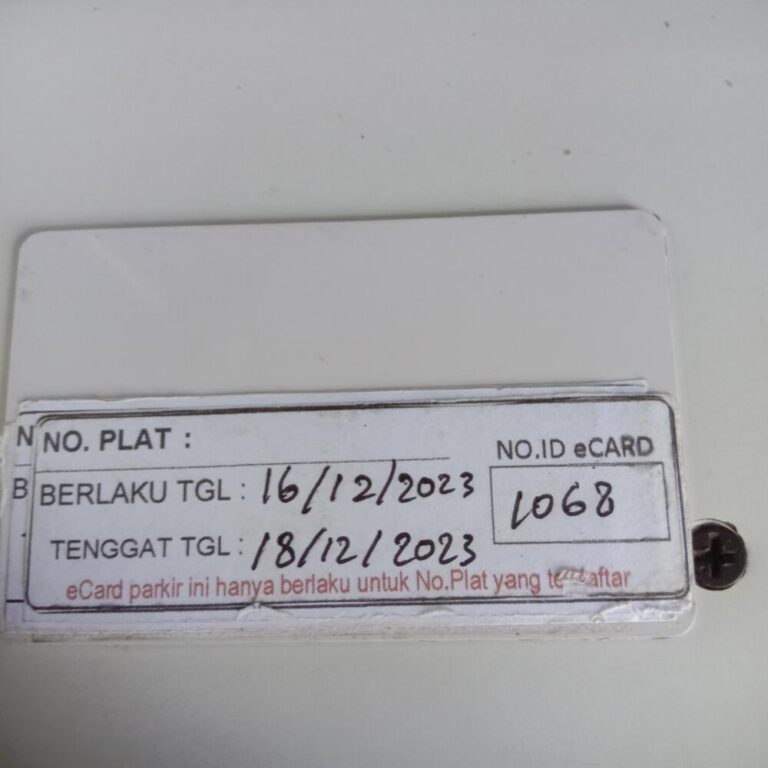 N NO. PLAT :
NO.ID eCARD
B BERLAKU TGL : 16/12/2023
1068
TENGGAT TGL : 18/12/2023
eCard parkir ini hanya berlaku untuk No.Plat yang